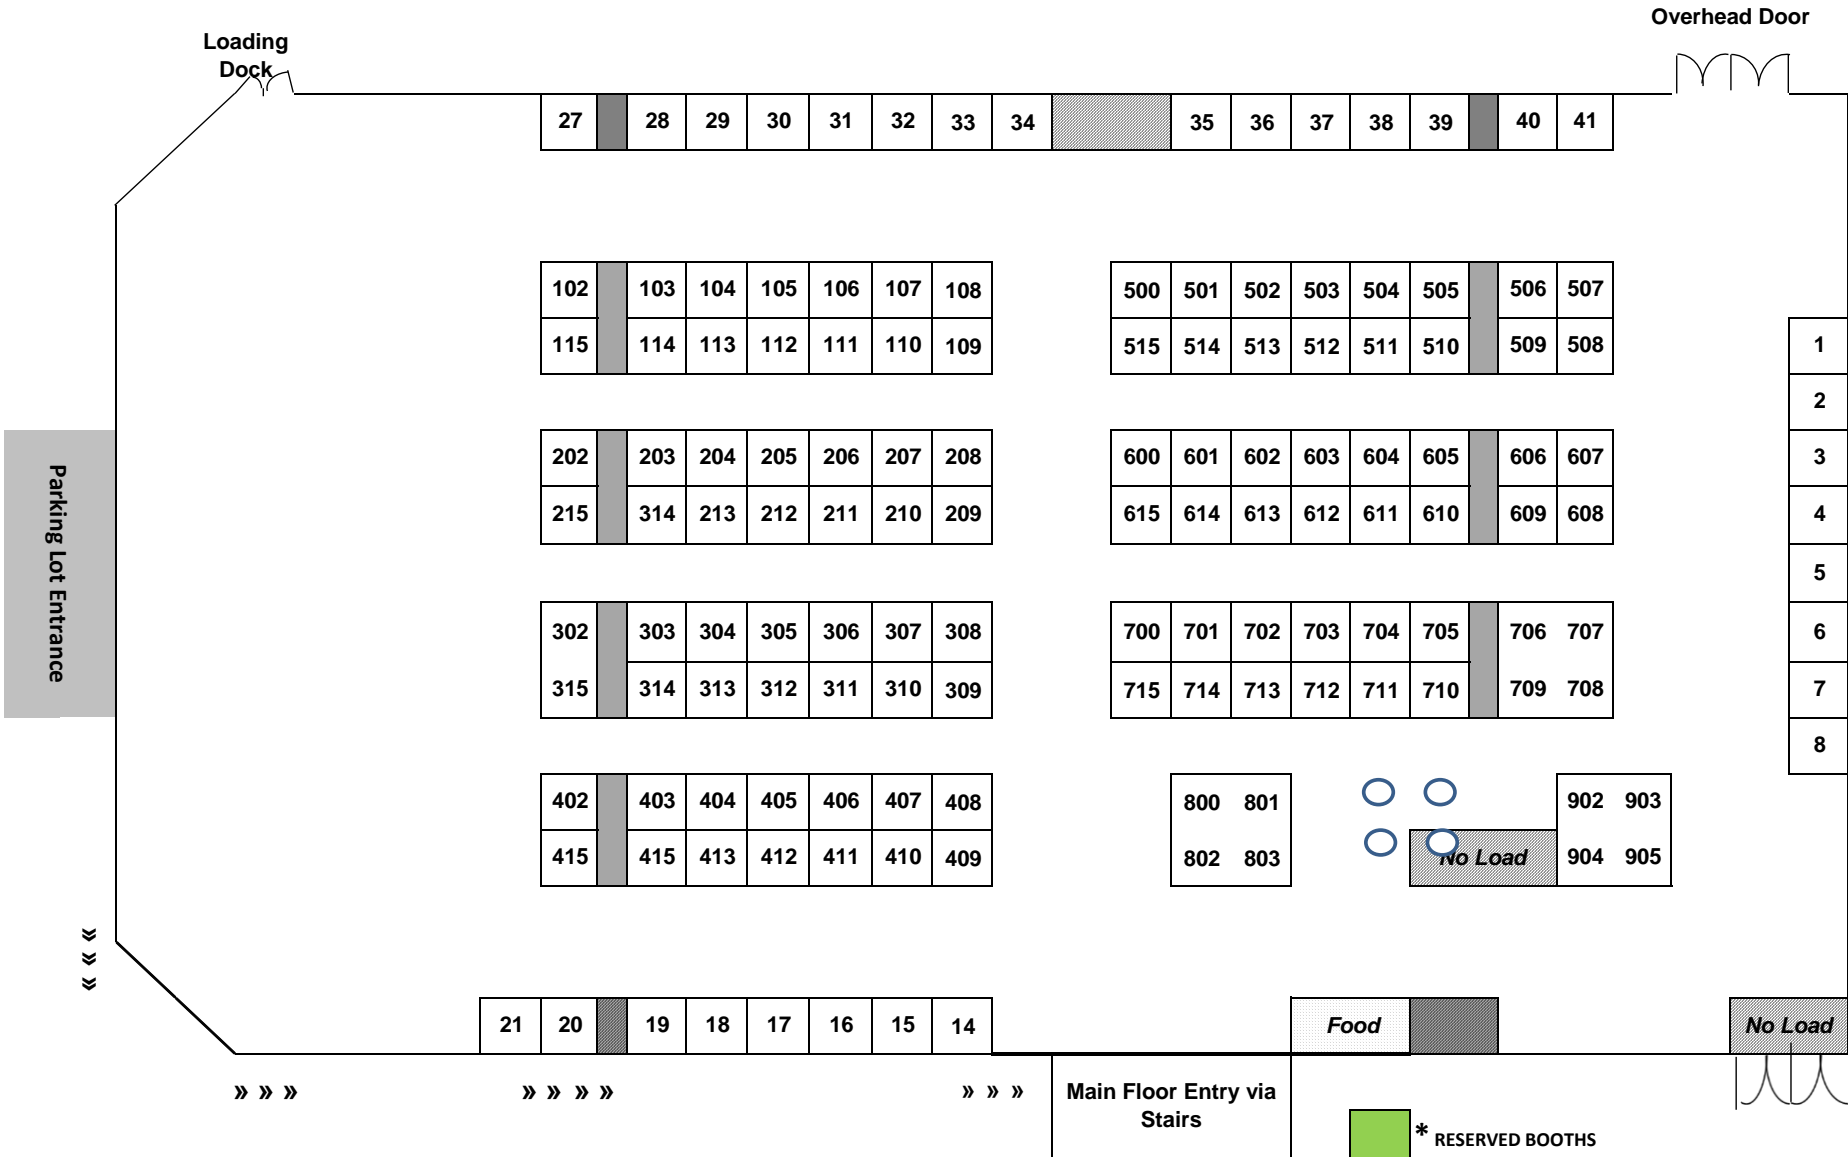 Overhead Door
Loading
Dock
27 28 29 30 31 32 33 34 35 36 37 38 39 40 41
102 103 104 105 106 107 108 500 501 502 503 504 505 506 507
115 114 113 112 111 110 109 515 514 513 512 511 510 509 508
1
2
202 203 204 205 206 207 208 600 601 602 603 604 605 606 607
3
215 314 213 212 211 210 209 615 614 613 612 611 610 609 608
4
Parking Lot Entrance
5
302 303 304 305 306 307 308 700 701 702 703 704 705 706 707
6
315 314 313 312 311 310 309 715 714 713 712 711 710 709 708
7
8
402 403 404 405 406 407 408 800 801 902 903
415 415 413 412 411 410 409 802 803 No Load 904 905
»»»
21 20 19 18 17 16 15 14 Food No Load
»»» »»»» »»»
Main Floor Entry via
Stairs
* RESERVED BOOTHS